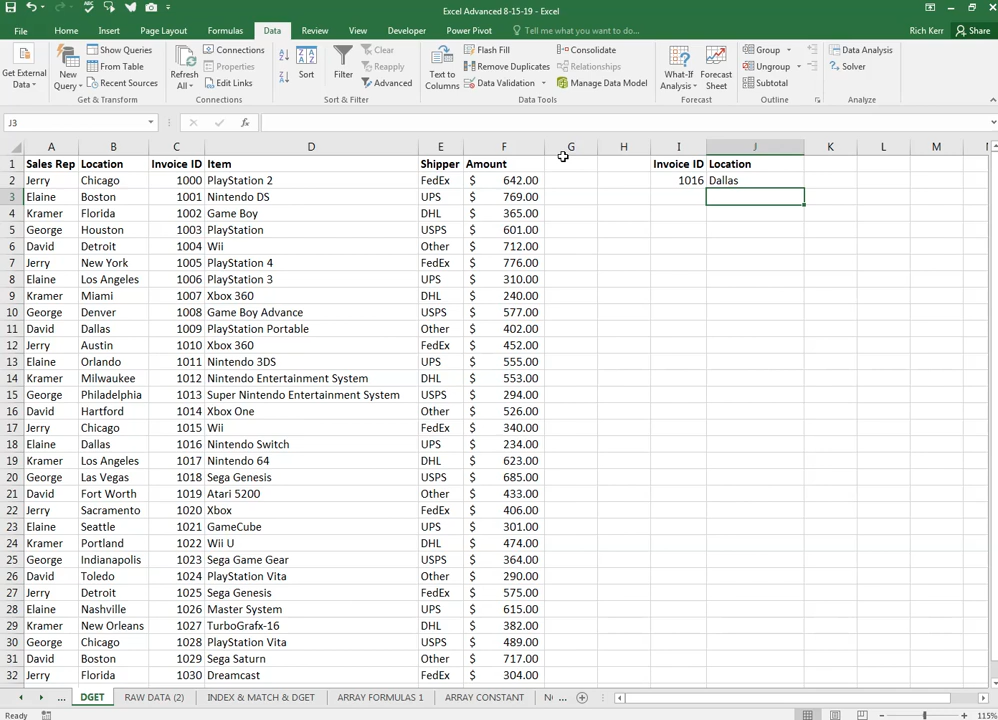 Excel Advanced 8-15-19 - Excel
File Home Insert Page Layout Formulas Data Review View Developer Power Pivot Tell me what you want to do... Rich Kerr Share
Get External Data
New Query
Show Queries
From Table
Recent Sources
Get & Transform
Refresh All
Connections
Properties
Edit Links
Connections
Sort
Filter
Clear
Reapply
Advanced
Sort & Filter
Text to Columns
Flash Fill
Remove Duplicates
Data Validation
Consolidate
Relationships
Manage Data Model
Data Tools
What-If Analysis
Forecast Sheet
Forecast
Group
Ungroup
Subtotal
Outline
Data Analysis
Solver
Analyze
J3 fx
A B C D E F G H I J K L M
1 Sales Rep Location Invoice ID Item Shipper Amount Invoice ID Location
2 Jerry Chicago 1000 PlayStation 2 FedEx $ 642.00 1016 Dallas
3 Elaine Boston 1001 Nintendo DS UPS $ 769.00
4 Kramer Florida 1002 Game Boy DHL $ 365.00
5 George Houston 1003 PlayStation USPS $ 601.00
6 David Detroit 1004 Wii Other $ 712.00
7 Jerry New York 1005 PlayStation 4 FedEx $ 776.00
8 Elaine Los Angeles 1006 PlayStation 3 UPS $ 310.00
9 Kramer Miami 1007 Xbox 360 DHL $ 240.00
10 George Denver 1008 Game Boy Advance USPS $ 577.00
11 David Dallas 1009 PlayStation Portable Other $ 402.00
12 Jerry Austin 1010 Xbox 360 FedEx $ 452.00
13 Elaine Orlando 1011 Nintendo 3DS UPS $ 555.00
14 Kramer Milwaukee 1012 Nintendo Entertainment System DHL $ 553.00
15 George Philadelphia 1013 Super Nintendo Entertainment System USPS $ 294.00
16 David Hartford 1014 Xbox One Other $ 526.00
17 Jerry Chicago 1015 Wii FedEx $ 340.00
18 Elaine Dallas 1016 Nintendo Switch UPS $ 234.00
19 Kramer Los Angeles 1017 Nintendo 64 DHL $ 623.00
20 George Las Vegas 1018 Sega Genesis USPS $ 685.00
21 David Fort Worth 1019 Atari 5200 Other $ 433.00
22 Jerry Sacramento 1020 Xbox FedEx $ 406.00
23 Elaine Seattle 1021 GameCube UPS $ 301.00
24 Kramer Portland 1022 Wii U DHL $ 474.00
25 George Indianapolis 1023 Sega Game Gear USPS $ 364.00
26 David Toledo 1024 PlayStation Vita Other $ 290.00
27 Jerry Detroit 1025 Sega Genesis FedEx $ 575.00
28 Elaine Nashville 1026 Master System UPS $ 615.00
29 Kramer New Orleans 1027 TurboGrafx-16 DHL $ 382.00
30 George Chicago 1028 PlayStation Vita USPS $ 489.00
31 David Boston 1029 Sega Saturn Other $ 717.00
32 Jerry Florida 1030 Dreamcast FedEx $ 304.00
... DGET RAW DATA (2) INDEX & MATCH & DGET ARRAY FORMULAS 1 ARRAY CONSTANT ...
Ready 115%